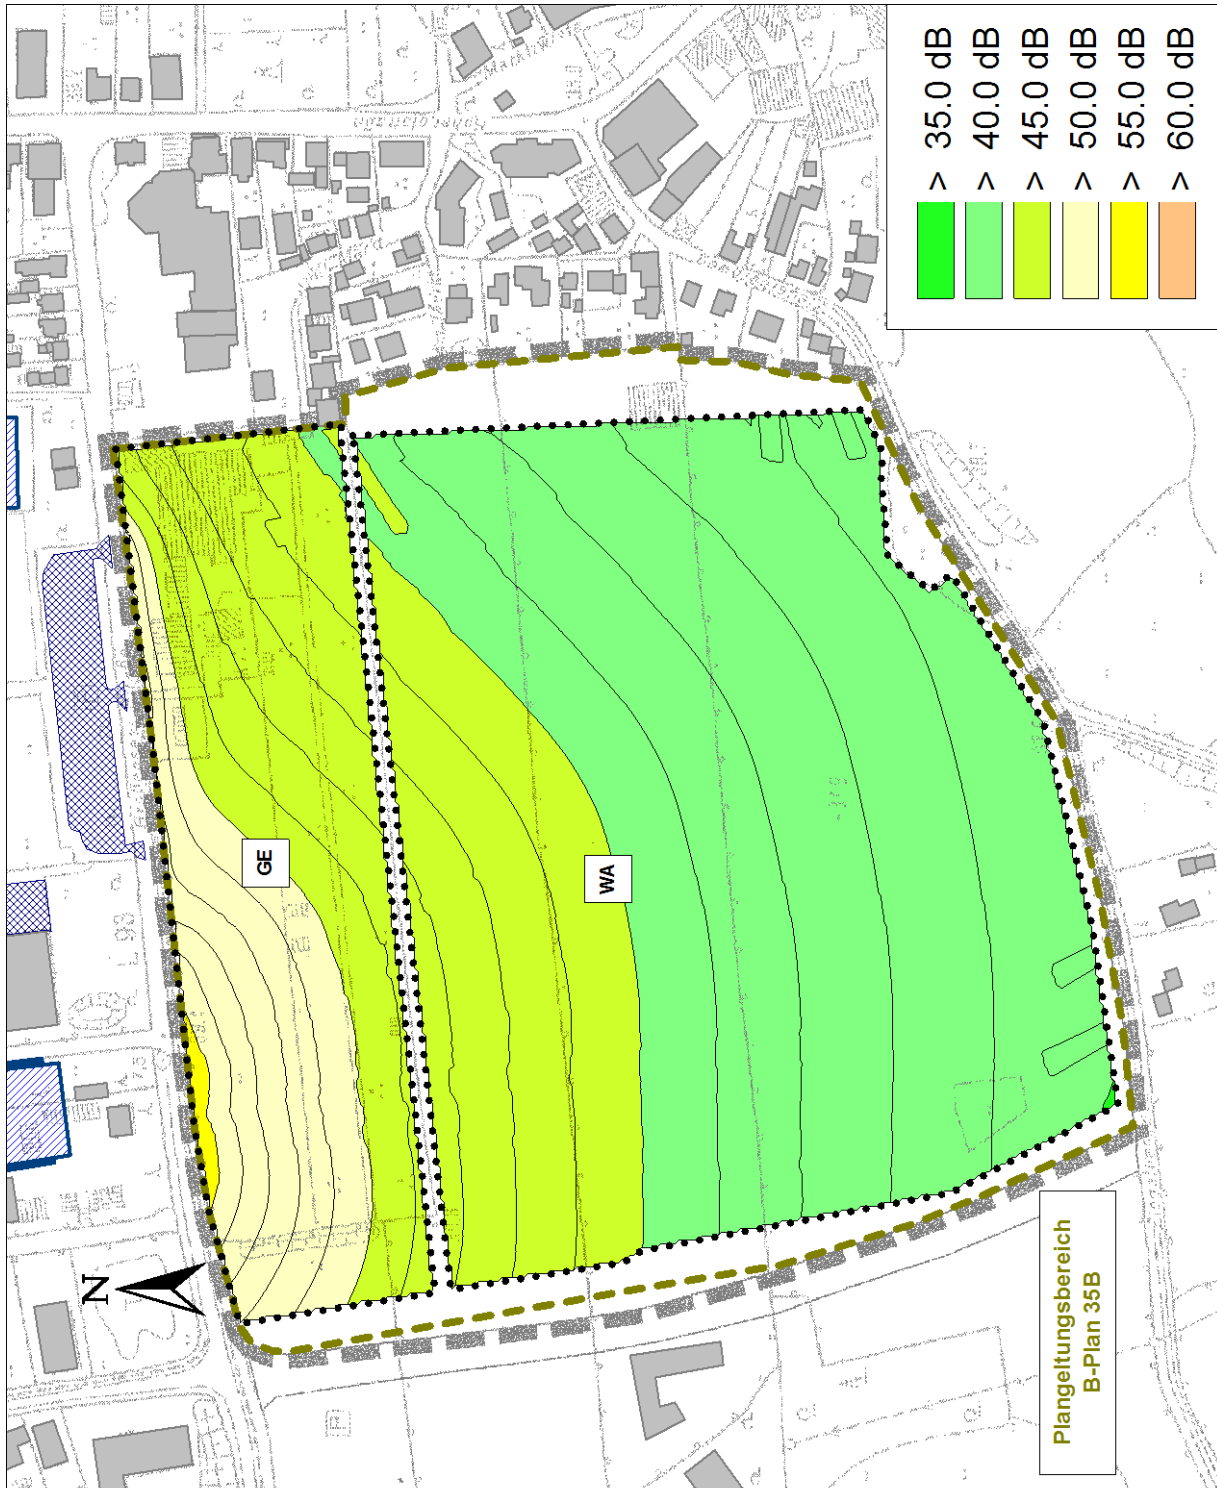 N
GE
WA
Plangeltungsbereich
B-Plan 35B
> 35.0 dB
> 40.0 dB
> 45.0 dB
> 50.0 dB
> 55.0 dB
> 60.0 dB